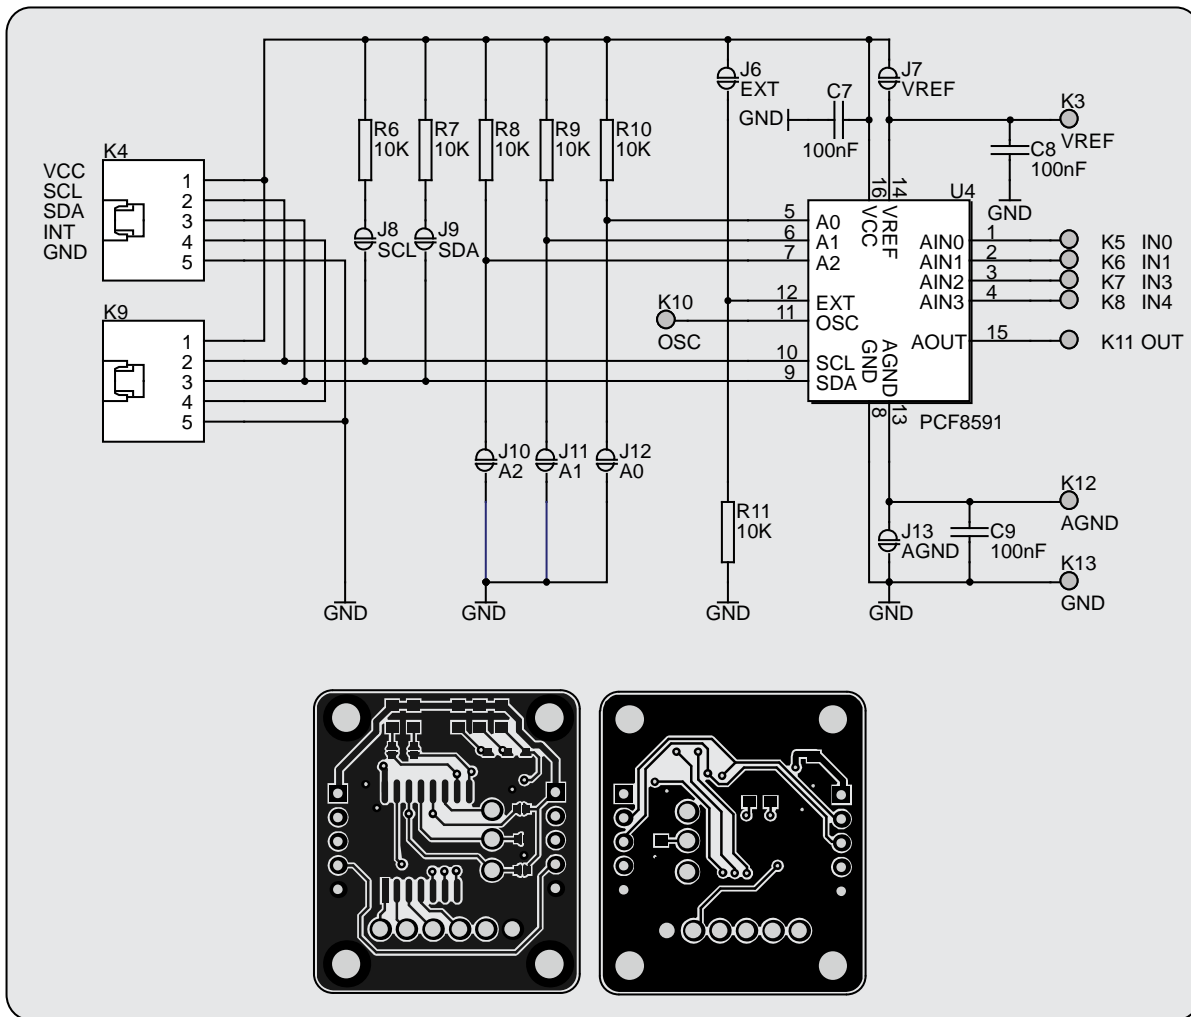 K4
VCC
SCL
SDA
INT
GND
1
2
3
4
5
K9
1
2
3
4
5
R6
10K
R7
10K
R8
10K
R9
10K
R10
10K
J8
SCL
J9
SDA
J6
EXT
C7
GND
100nF
J7
VREF
K3
VREF
C8
100nF
GND
16
14
U4
VCC
VREF
5 A0
6 A1
7 A2
12 EXT
11 OSC
10 SCL
9 SDA
K10
OSC
AIN0 1 K5 IN0
AIN1 2 K6 IN1
AIN2 3 K7 IN3
AIN3 4 K8 IN4
AOUT 15 K11 OUT
GND
AGND
8
13
PCF8591
J10
A2
J11
A1
J12
A0
R11
10K
J13
AGND
C9
100nF
K12
AGND
K13
GND
GND
GND
GND
GND